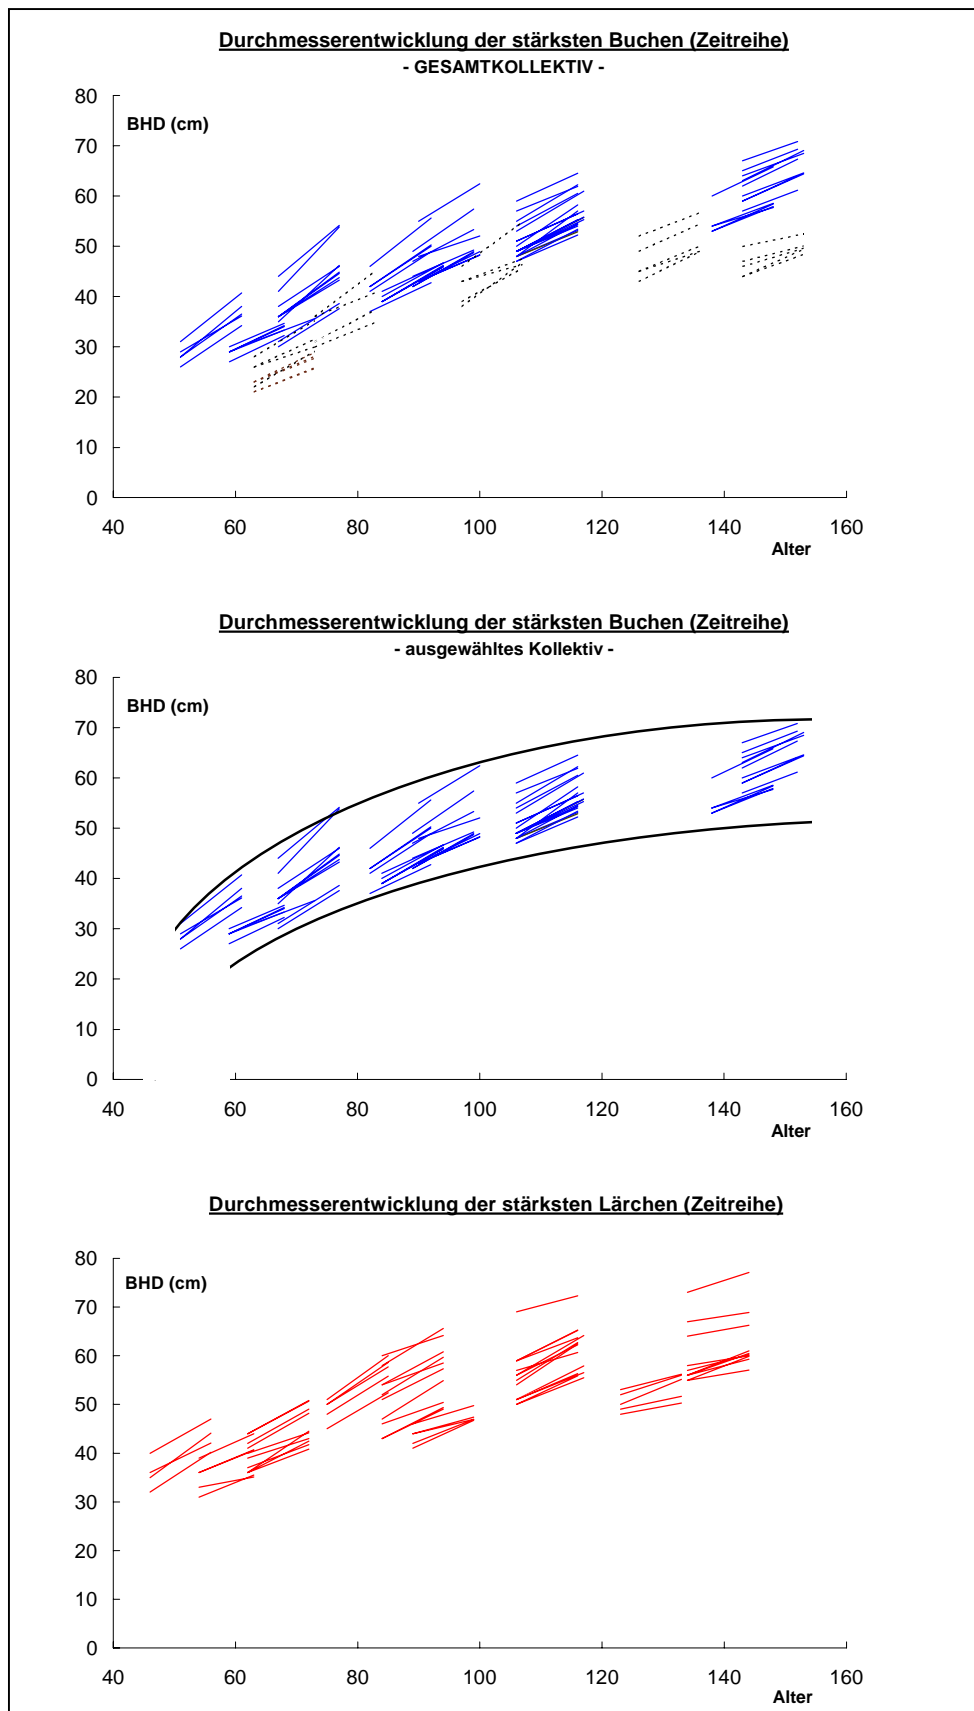 Durchmesserentwicklung der stärksten Buchen (Zeitreihe)
- GESAMTKOLLEKTIV -
80
BHD (cm)
70
60
50
40
30
20
10
0
40 60 80 100 120 140 160
Alter
Durchmesserentwicklung der stärksten Buchen (Zeitreihe)
- ausgewähltes Kollektiv -
80
BHD (cm)
70
60
50
40
30
20
10
0
40 60 80 100 120 140 160
Alter
Durchmesserentwicklung der stärksten Lärchen (Zeitreihe)
80
BHD (cm)
70
60
50
40
30
20
10
0
40 60 80 100 120 140 160
Alter